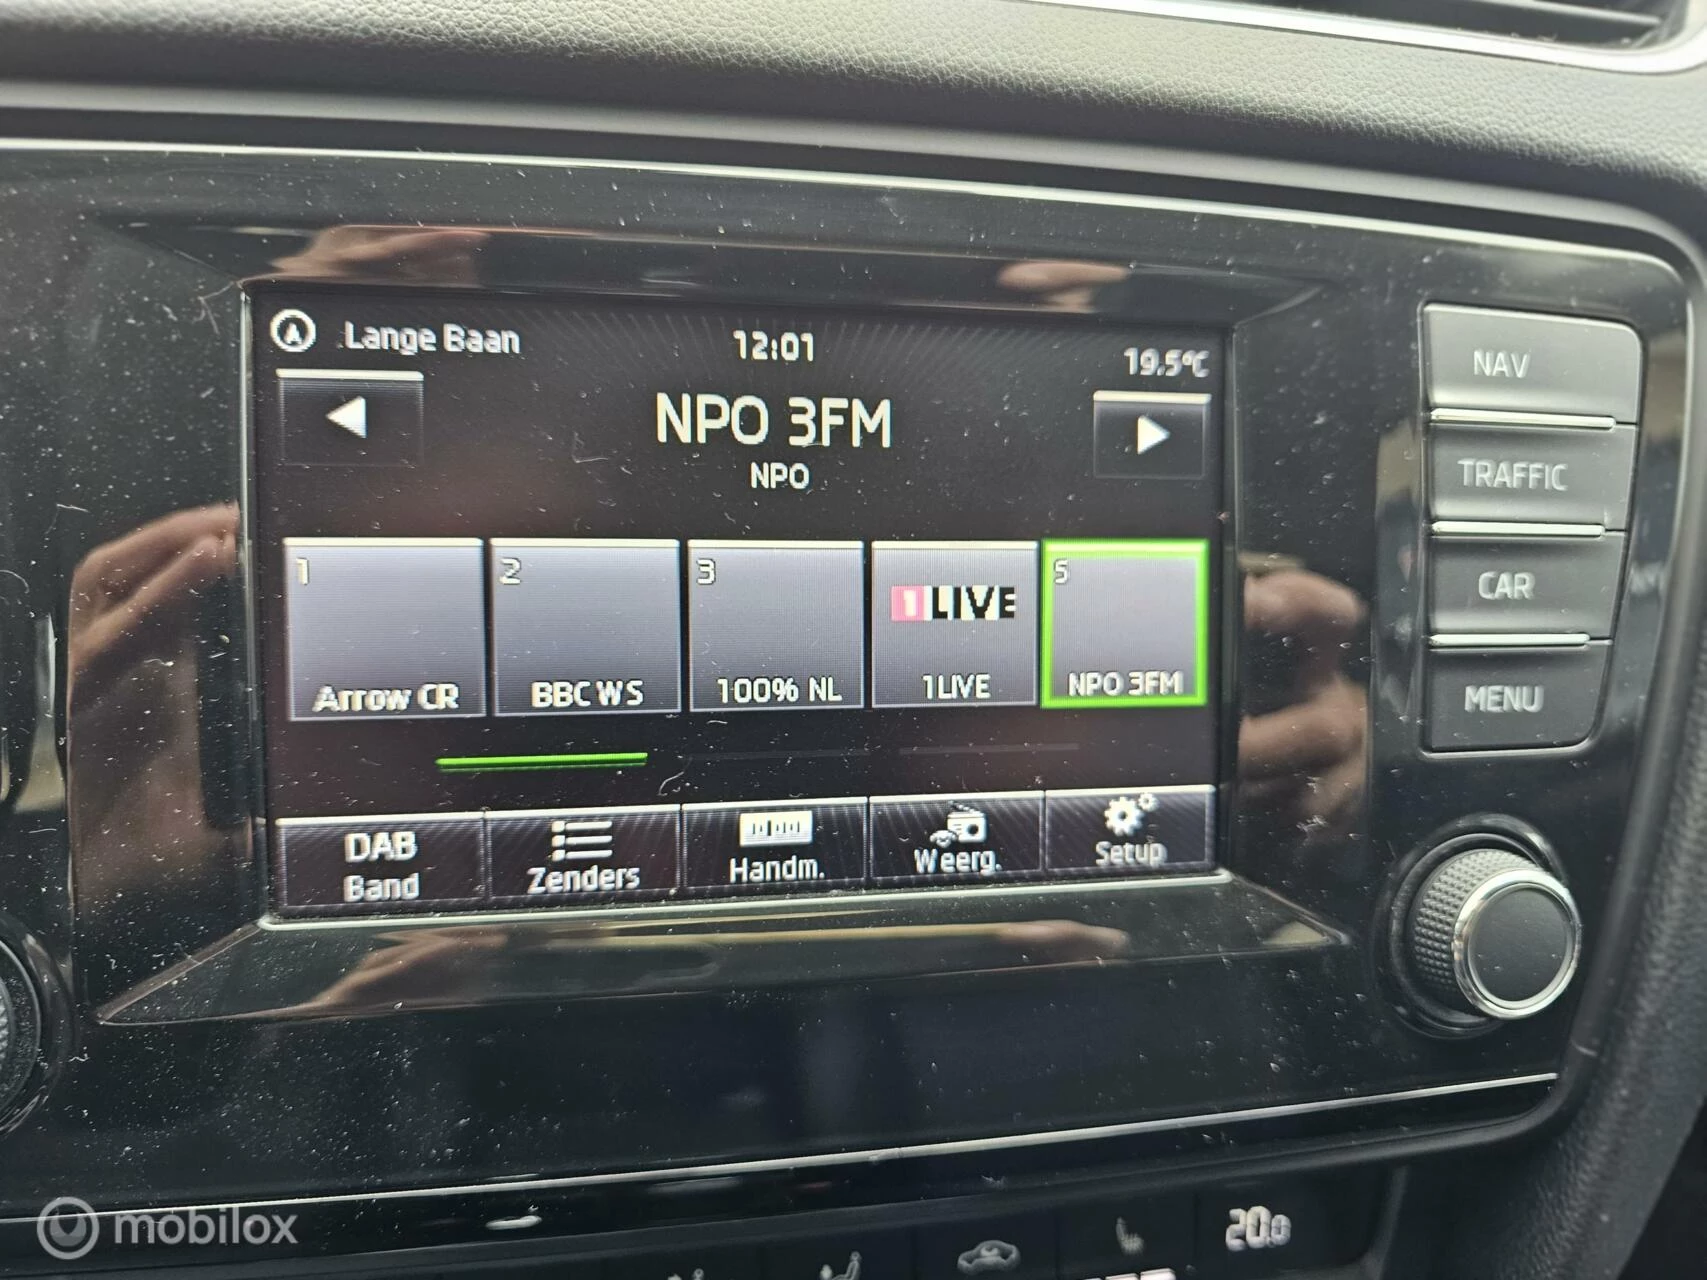 Lange Baan
12:01
19.5°C
NPO 3FM
NPO
1
2
3
1LIVE
5
Arrow CR
BBC WS
100% NL
1LIVE
NPO 3FM
DAB
Band
Zenders
Handm.
Weerg.
Setup
NAV
TRAFFIC
CAR
MENU
20.0
mobilox